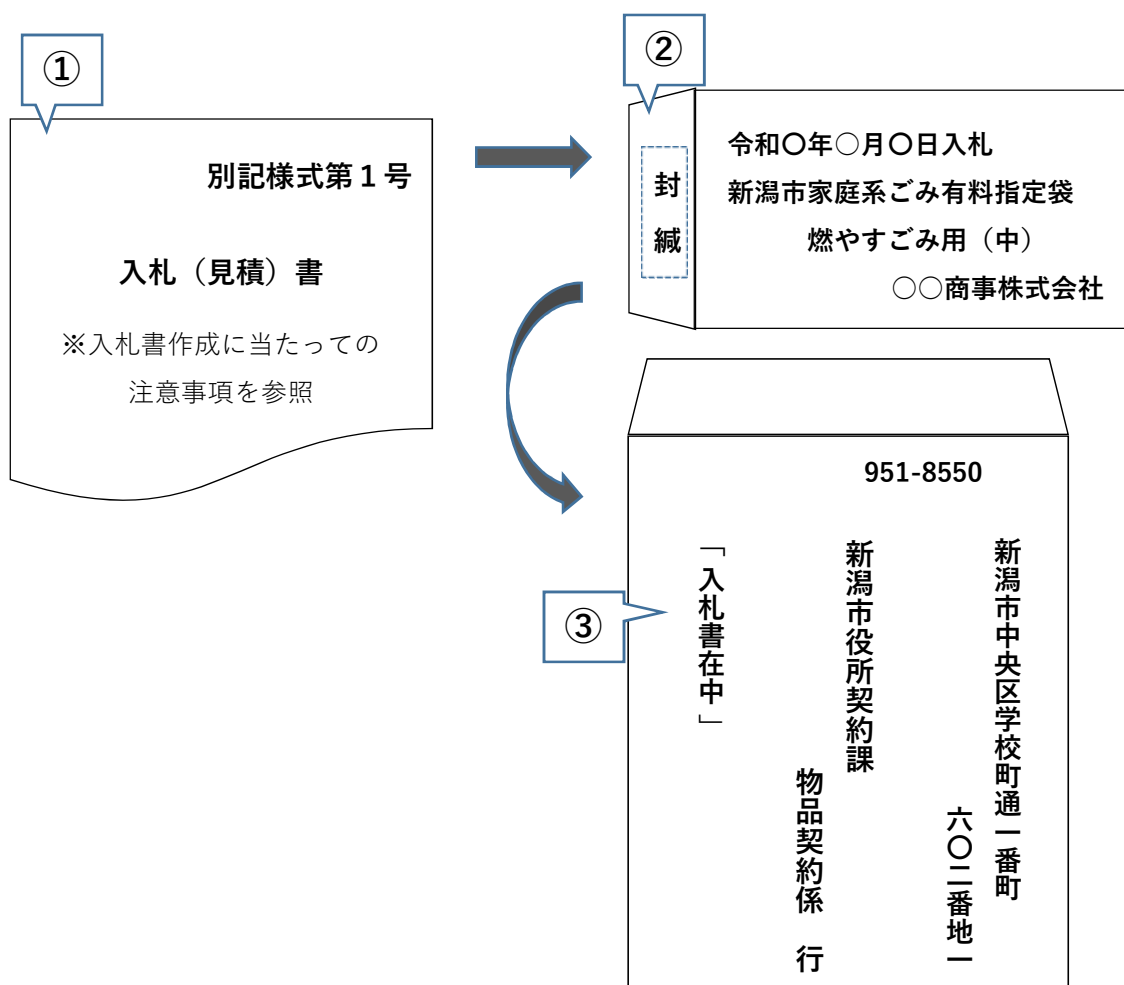 ①
別記様式第1号
入札（見積）書
※入札書作成に当たっての
注意事項を参照
②
封緘
令和〇年○月〇日入札
新潟市家庭系ごみ有料指定袋
燃やすごみ用（中）
○○商事株式会社
951-8550
新潟市中央区学校町通一番町
六〇二番地一
新潟市役所契約課
物品契約係　行
③
「入札書在中」